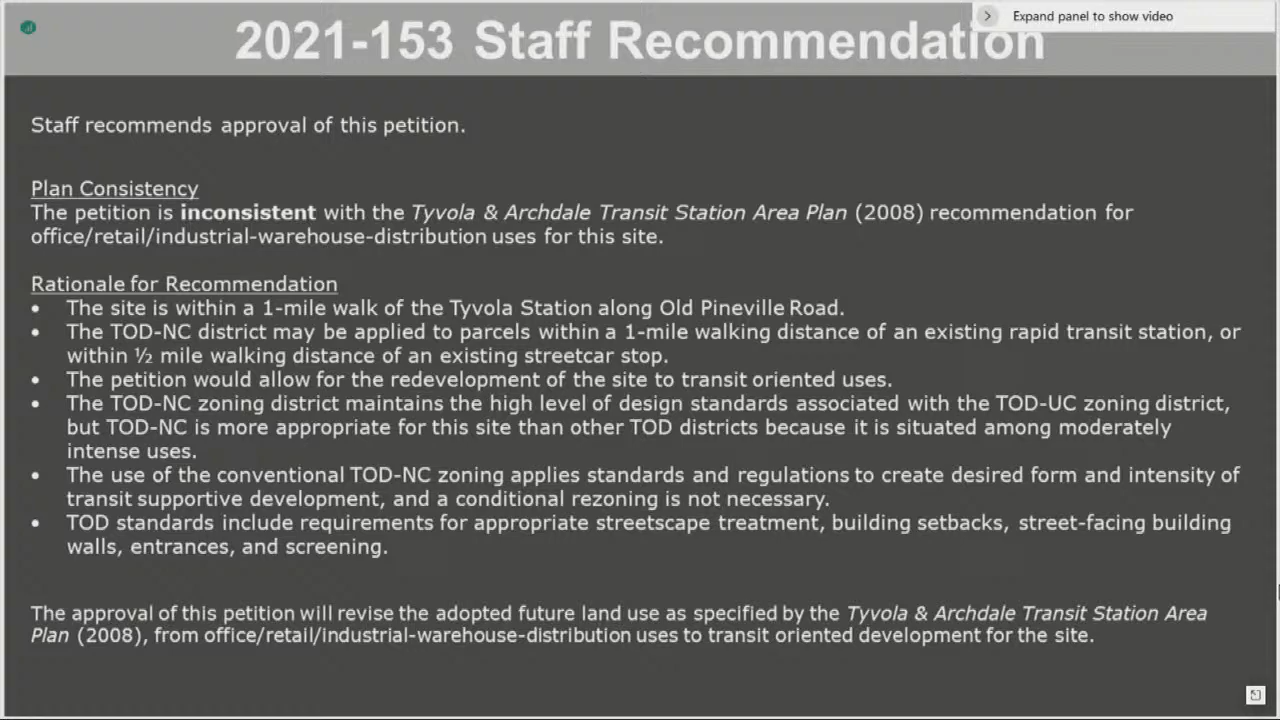 2021-153 Staff Recommendation
Expand panel to show video
Staff recommends approval of this petition.
Plan Consistency
The petition is inconsistent with the Tyvola & Archdale Transit Station Area Plan (2008) recommendation for
office/retail/industrial-warehouse-distribution uses for this site.
Rationale for Recommendation
• The site is within a 1-mile walk of the Tyvola Station along Old Pineville Road.
• The TOD-NC district may be applied to parcels within a 1-mile walking distance of an existing rapid transit station, or
within ½ mile walking distance of an existing streetcar stop.
• The petition would allow for the redevelopment of the site to transit oriented uses.
• The TOD-NC zoning district maintains the high level of design standards associated with the TOD-UC zoning district,
but TOD-NC is more appropriate for this site than other TOD districts because it is situated among moderately
intense uses.
• The use of the conventional TOD-NC zoning applies standards and regulations to create desired form and intensity of
transit supportive development, and a conditional rezoning is not necessary.
• TOD standards include requirements for appropriate streetscape treatment, building setbacks, street-facing building
walls, entrances, and screening.
The approval of this petition will revise the adopted future land use as specified by the Tyvola & Archdale Transit Station Area
Plan (2008), from office/retail/industrial-warehouse-distribution uses to transit oriented development for the site.